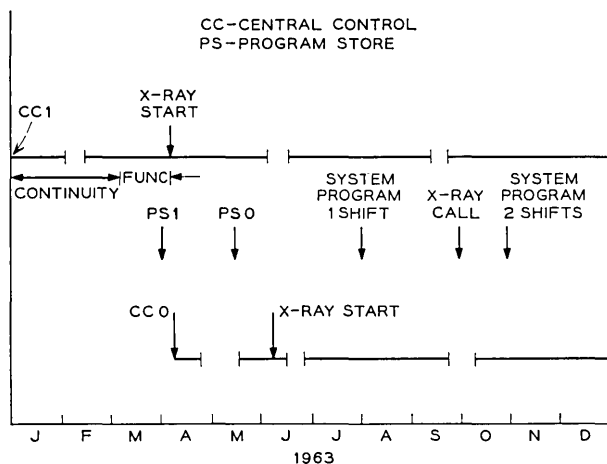 CC-CENTRAL CONTROL
PS-PROGRAM STORE
CC1
X-RAY
START
CONTINUITY
FUNC
PS1
PS0
SYSTEM
PROGRAM
1 SHIFT
X-RAY
CALL
SYSTEM
PROGRAM
2 SHIFTS
CC0
X-RAY START
J F M A M J J A S O N D
1963